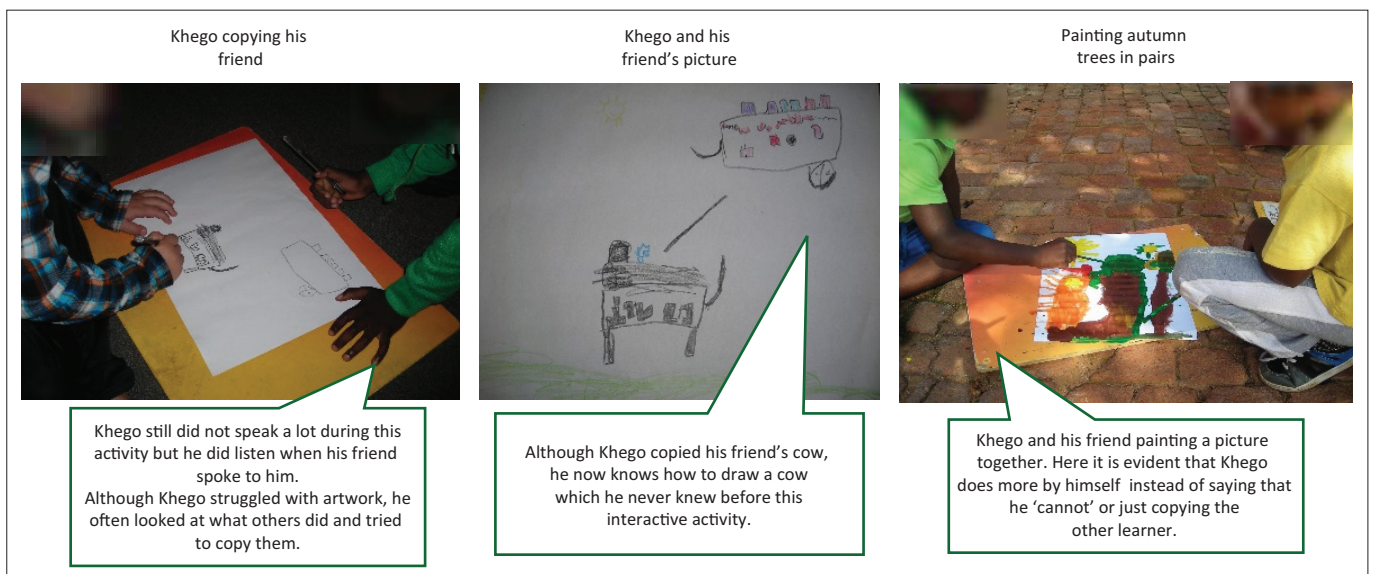 Khego copying his
friend
Khego and his
friend’s picture
Painting autumn
trees in pairs
Khego still did not speak a lot during this
activity but he did listen when his friend
spoke to him.
Although Khego struggled with artwork, he
often looked at what others did and tried
to copy them.
Although Khego copied his friend’s cow,
he now knows how to draw a cow
which he never knew before this
interactive activity.
Khego and his friend painting a picture
together. Here it is evident that Khego
does more by himself instead of saying that
he ‘cannot’ or just copying the
other learner.